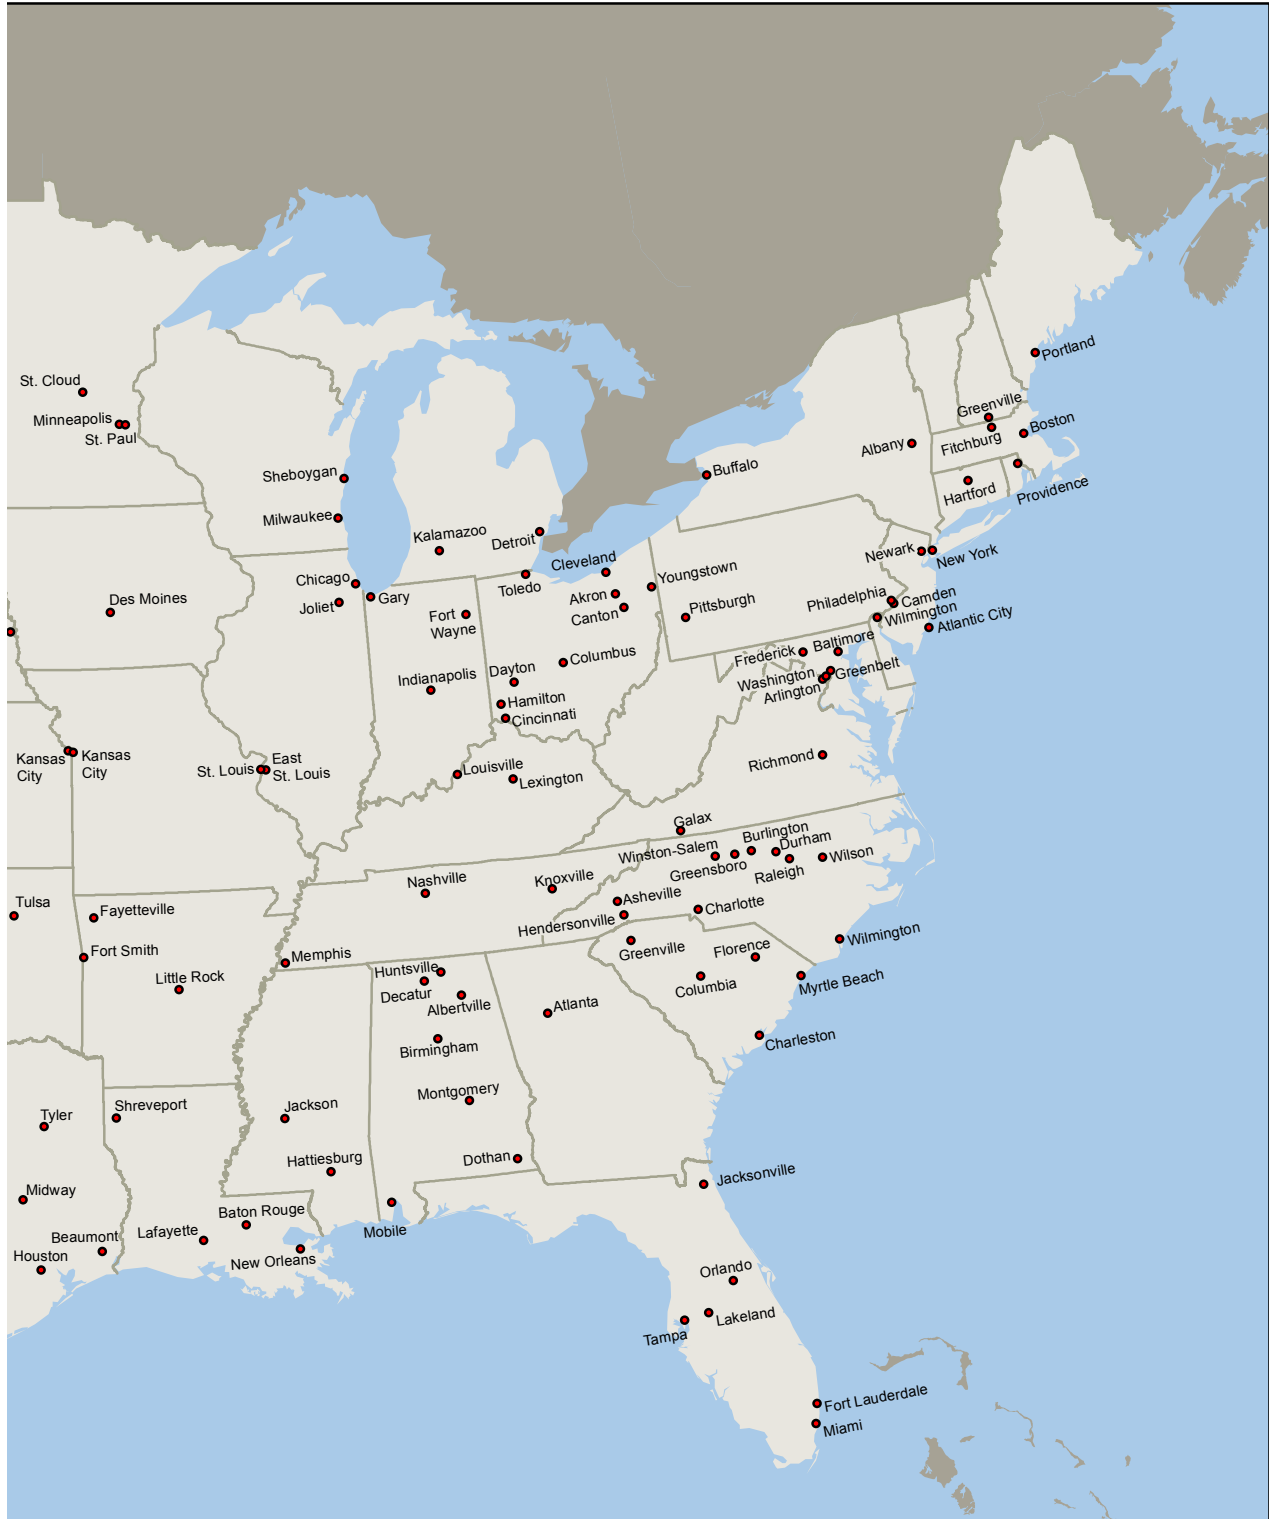 Portland
St. Cloud
Greenville
Minneapolis
St. Paul
Boston
Albany
Fitchburg
Buffalo
Sheboygan
Hartford
Providence
Milwaukee
Kalamazoo
Detroit
Newark
New York
Cleveland
Youngstown
Chicago
Toledo
Gary
Akron
Philadelphia
Camden
Des Moines
Joliet
Fort
Wayne
Canton
Pittsburgh
Wilmington
Atlantic City
Baltimore
Frederick
Columbus
Dayton
Greenbelt
Indianapolis
Washington
Arlington
Hamilton
Cincinnati
Kansas
City
Kansas
City
Richmond
St. Louis
East
St. Louis
Louisville
Lexington
Galax
Burlington
Durham
Winston-Salem
Wilson
Greensboro
Raleigh
Nashville
Knoxville
Asheville
Tulsa
Fayetteville
Charlotte
Hendersonville
Wilmington
Fort Smith
Memphis
Greenville
Florence
Little Rock
Huntsville
Decatur
Columbia
Myrtle Beach
Albertville
Atlanta
Charleston
Birmingham
Montgomery
Tyler
Shreveport
Jackson
Hattiesburg
Dothan
Jacksonville
Midway
Baton Rouge
Mobile
Beaumont
Lafayette
Houston
New Orleans
Orlando
Lakeland
Tampa
Fort Lauderdale
Miami